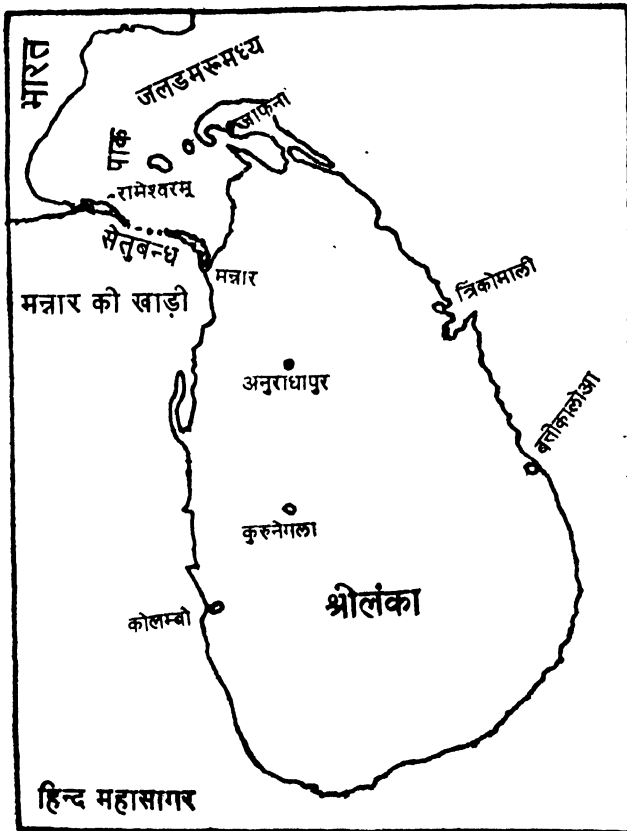 भारत
जलडमरूमध्य
पाक
जाफना
रामेश्वरम्
सेतुबन्ध
मन्नार
मन्नार की खाड़ी
त्रिकोमाली
अनुराधापुर
बत्तीकालोआ
कुरुनेगला
श्रीलंका
कोलम्बो
हिन्द महासागर